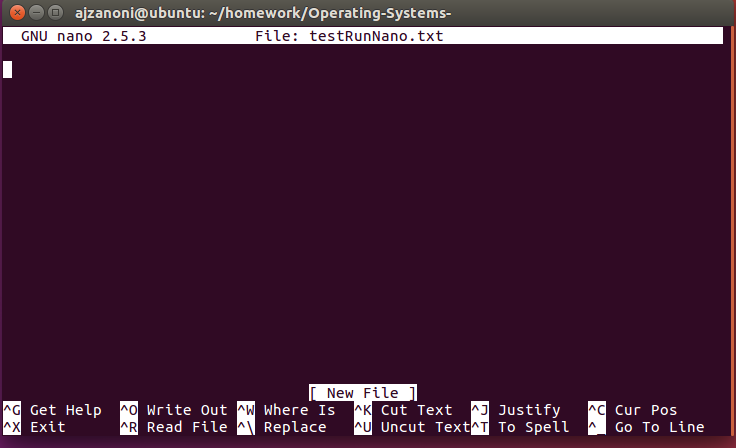 ajzanoni@ubuntu: ~/homework/Operating-Systems-
GNU nano 2.5.3 File: testRunNano.txt
[ New File ]
^G Get Help ^O Write Out ^W Where Is ^K Cut Text ^J Justify ^C Cur Pos
^X Exit ^R Read File ^\ Replace ^U Uncut Text ^T To Spell ^_ Go To Line